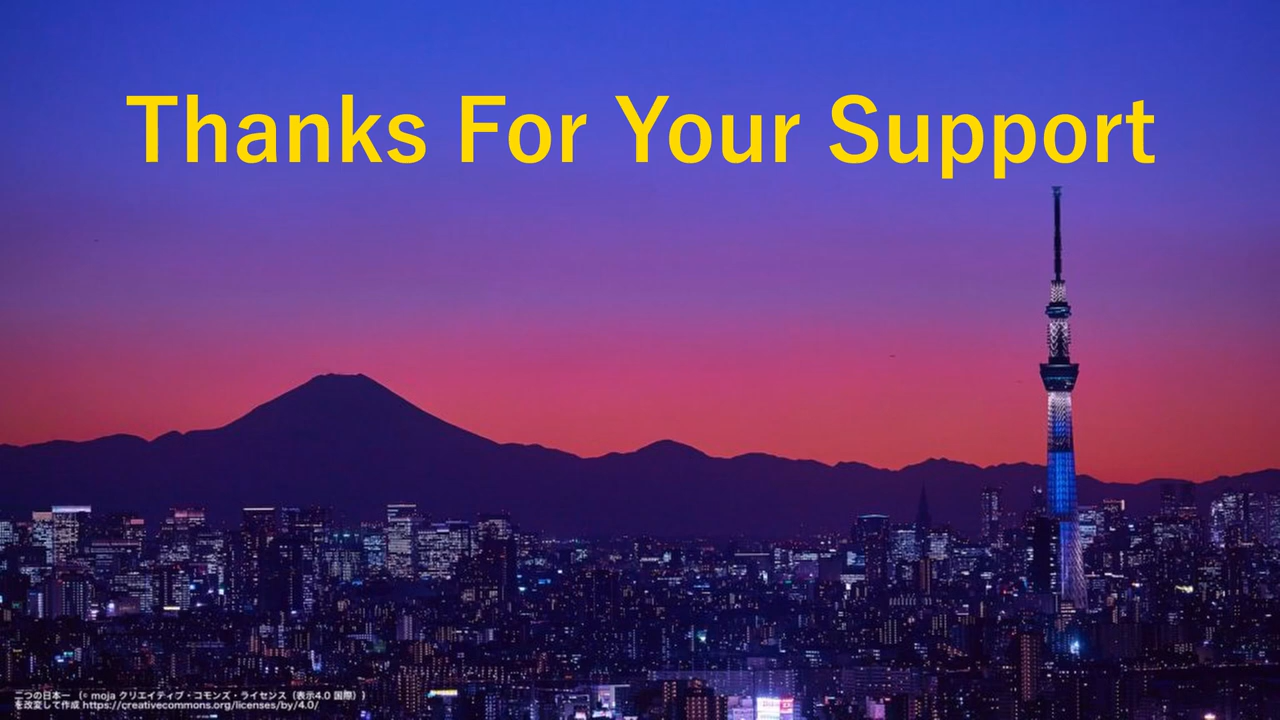 Thanks For Your Support
二つの日本一 (© moja クリエイティブ・コモンズ・ライセンス（表示4.0 国際）)
を改変して作成 https://creativecommons.org/licenses/by/4.0/